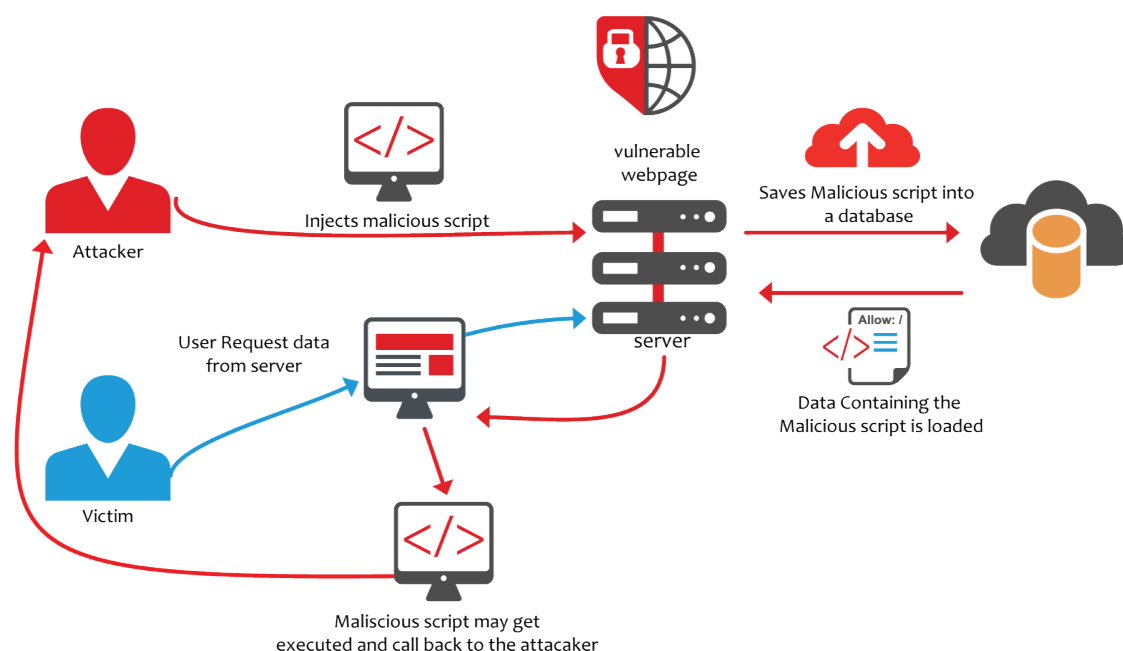 vulnerable
webpage
Injects malicious script
Saves Malicious script into
a database
Attacker
Allow: /
User Request data
from server
server
Data Containing the
Malicious script is loaded
Victim
Maliscious script may get
executed and call back to the attacaker